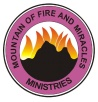 MOUNTAIN OF FIRE AND MIRACLES
MINISTRIES